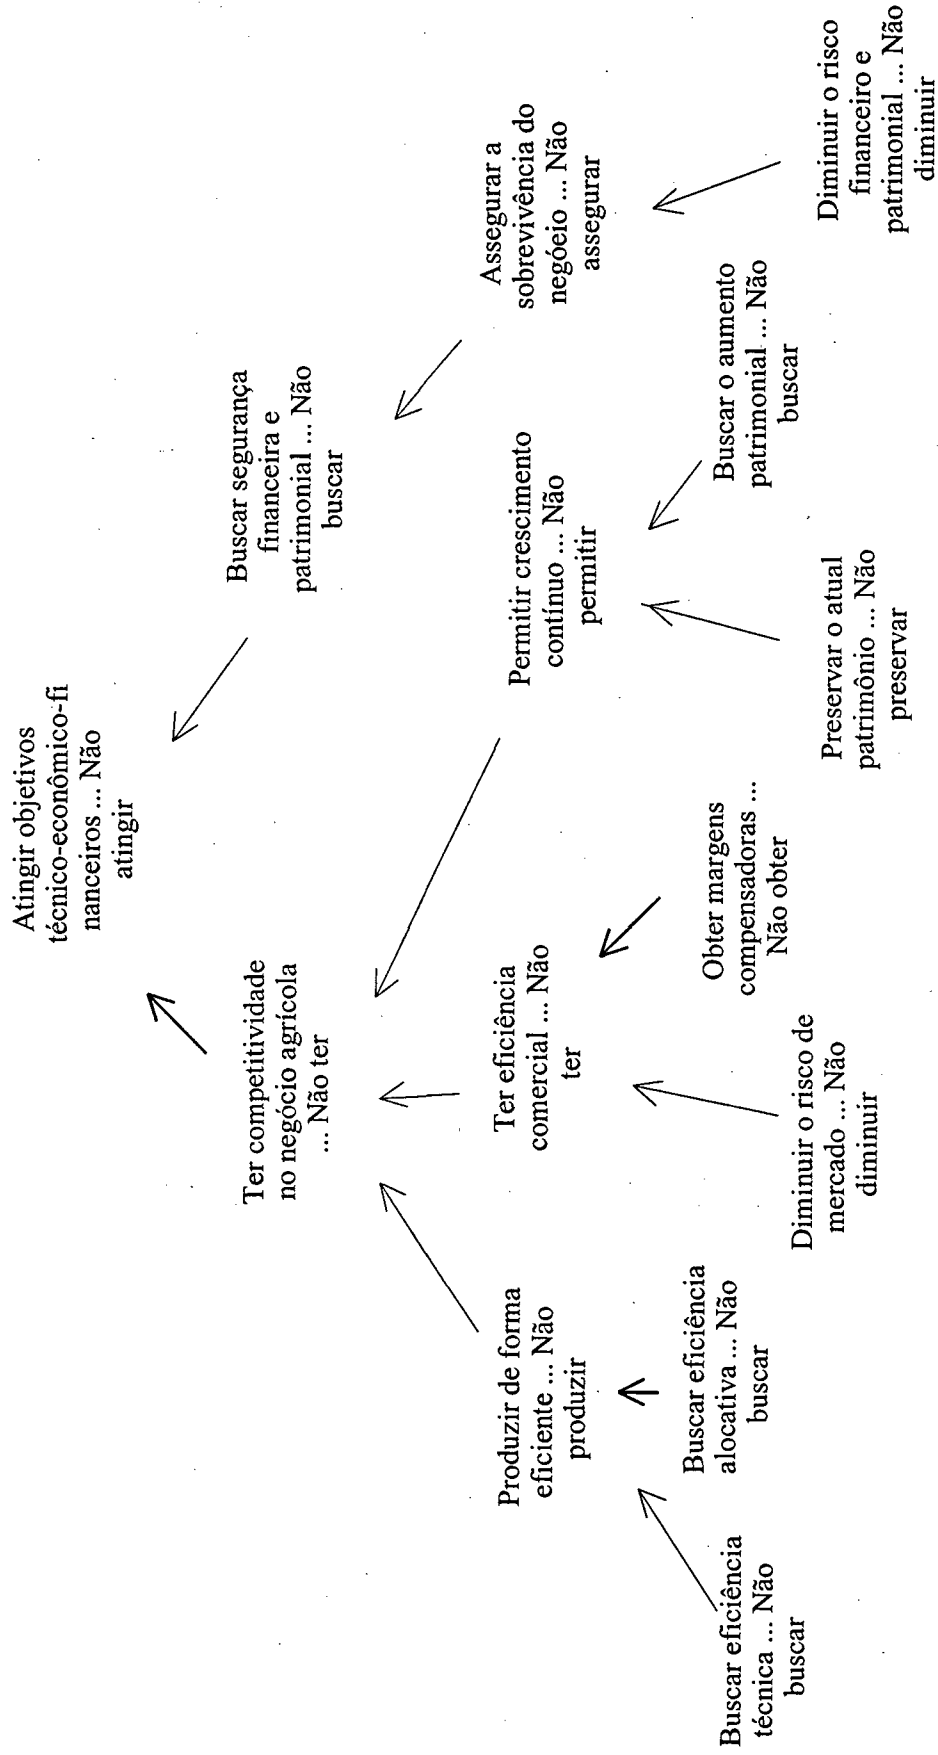 Atingir objetivos
técnico-econômico-fi
nanceiros ... Não
atingir
Ter competitividade
no negócio agrícola
... Não ter
Buscar segurança
financeira e
patrimonial ... Não
buscar
Produzir de forma
eficiente ... Não
produzir
Ter eficiência
comercial ... Não
ter
Permitir crescimento
contínuo ... Não
permitir
Assegurar a
sobrevivência do
negóeio ... Não
assegurar
Buscar eficiência
técnica ... Não
buscar
Buscar eficiência
alocativa ... Não
buscar
Diminuir o risco de
mercado ... Não
diminuir
Obter margens
compensadoras ...
Não obter
Preservar o atual
patrimônio ... Não
preservar
Buscar o aumento
patrimonial ... Não
buscar
Diminuir o risco
financeiro e
patrimonial ... Não
diminuir